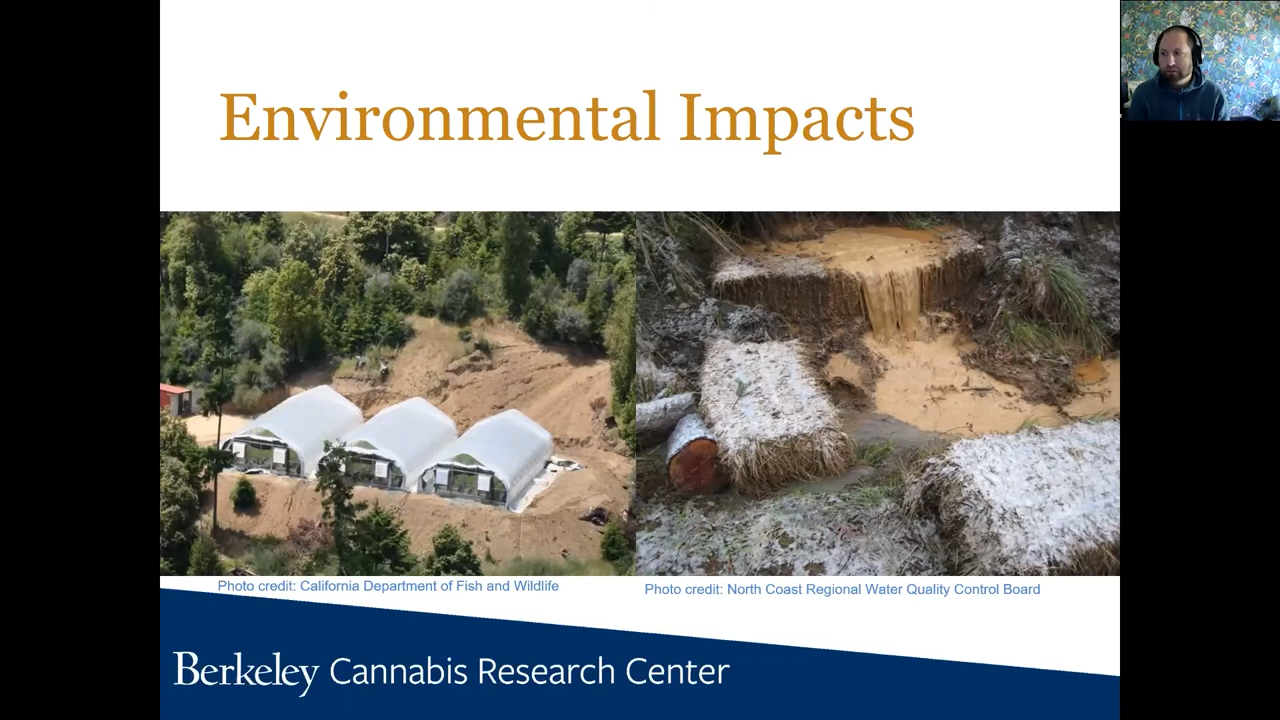 Environmental Impacts
Photo credit: California Department of Fish and Wildlife
Photo credit: North Coast Regional Water Quality Control Board
Berkeley Cannabis Research Center